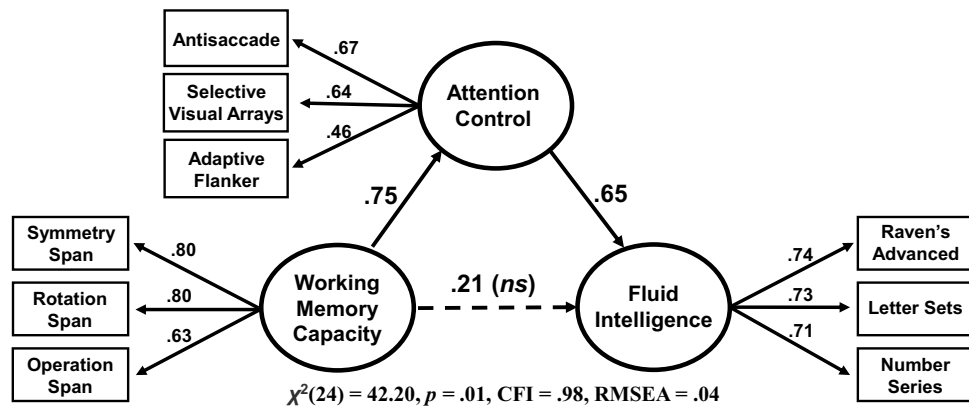 Antisaccade
.67
Selective
Visual Arrays
.64
Adaptive
Flanker
.46
Attention
Control
.75
.65
Symmetry
Span
.80
Rotation
Span
.80
Operation
Span
.63
Working
Memory
Capacity
.21 (ns)
Fluid
Intelligence
.74
Raven's
Advanced
.73
Letter Sets
.71
Number
Series
χ²(24) = 42.20, p = .01, CFI = .98, RMSEA = .04